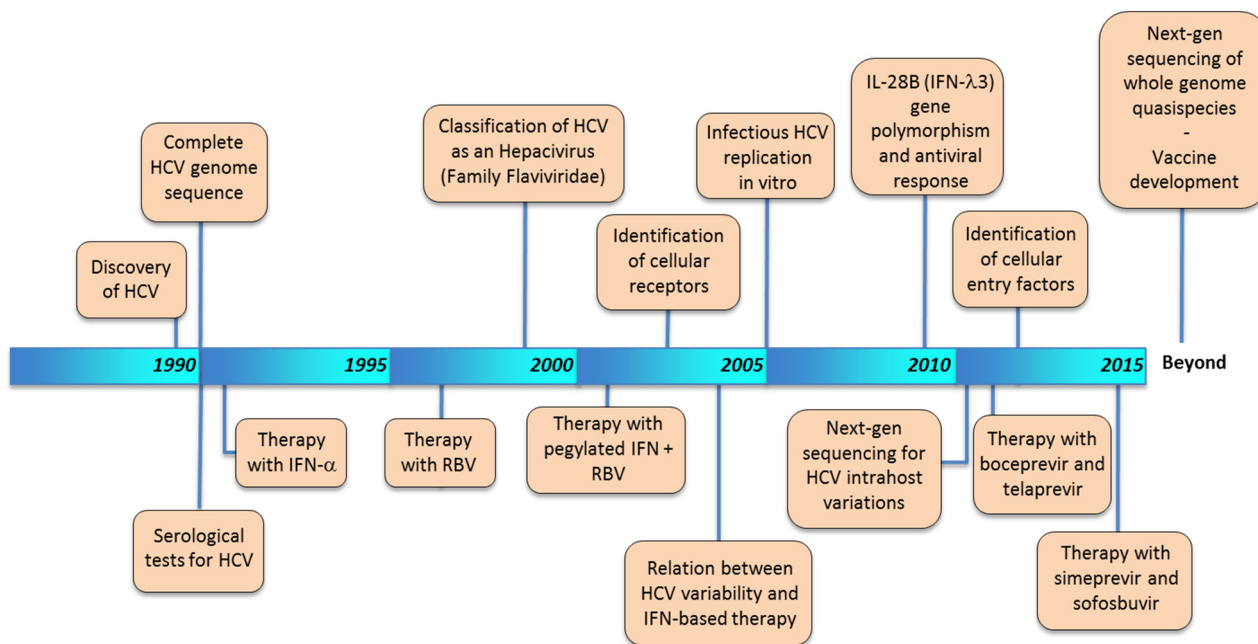 Discovery
of HCV
Complete
HCV genome
sequence
Classification of HCV
as an Hepacivirus
(Family Flaviviridae)
Identification
of cellular
receptors
Infectious HCV
replication
in vitro
IL-28B (IFN-λ3)
gene
polymorphism
and antiviral
response
Identification
of cellular
entry factors
Next-gen
sequencing of
whole genome
quasispecies
-
Vaccine
development
1990
1995
2000
2005
2010
2015
Beyond
Serological
tests for HCV
Therapy
with IFN-α
Therapy
with RBV
Therapy with
pegylated IFN +
RBV
Relation between
HCV variability and
IFN-based therapy
Next-gen
sequencing for
HCV intrahost
variations
Therapy with
boceprevir and
telaprevir
Therapy with
simeprevir and
sofosbuvir